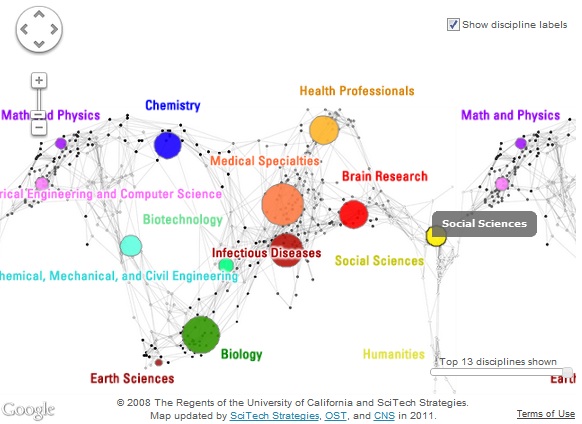 Show discipline labels
Health Professionals
Chemistry
Math and Physics
Math and Physics
Medical Specialties
Brain Research
rical Engineering and Computer Science
Biotechnology
Social Sciences
Infectious Diseases
Social Sciences
hemical, Mechanical, and Civil Engineering
Biology
Humanities
Top 13 disciplines shown
Earth Sciences
Earth
Google
© 2008 The Regents of the University of California and SciTech Strategies.
Map updated by SciTech Strategies, OST, and CNS in 2011.
Terms of Use